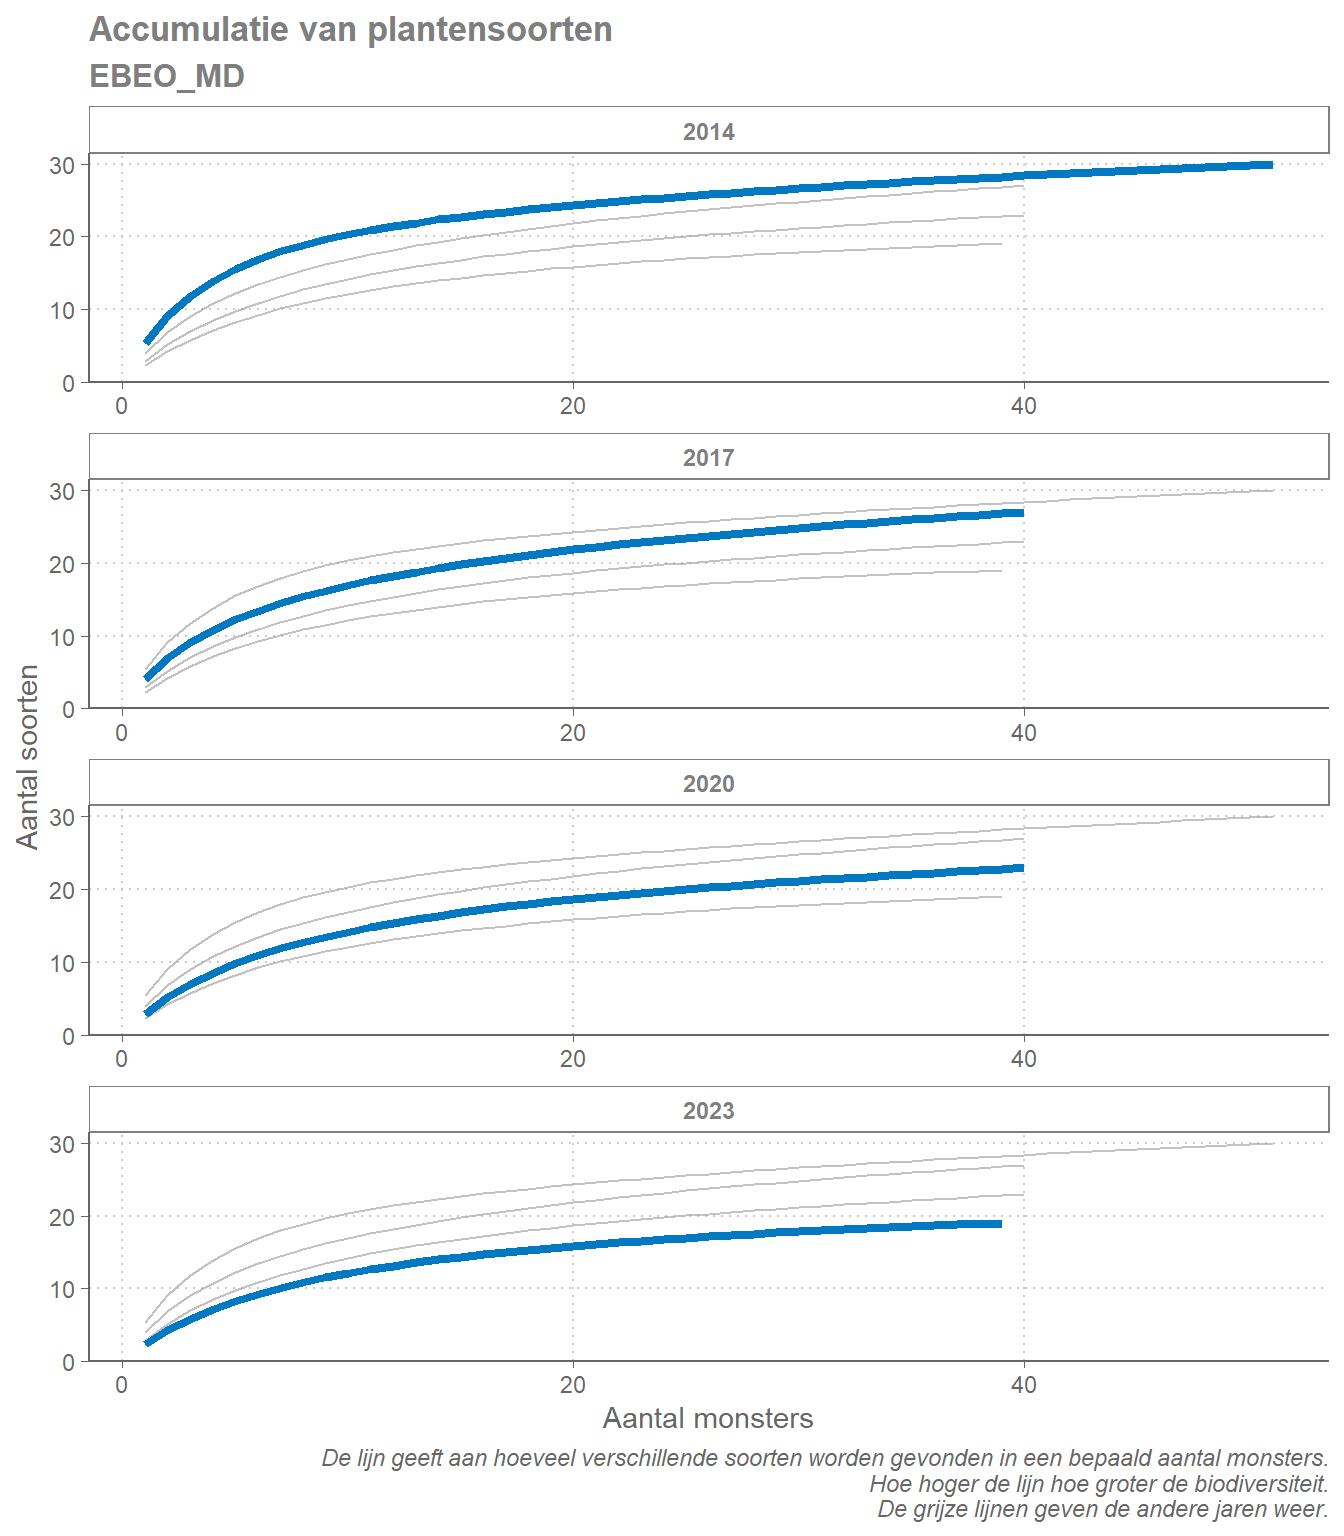 Accumulatie van plantensoorten
EBEO_MD
2014
30
20
10
0
0 20 40
2017
30
20
10
0
0 20 40
Aantal soorten
2020
30
20
10
0
0 20 40
2023
30
20
10
0
0 20 40
Aantal monsters
De lijn geeft aan hoeveel verschillende soorten worden gevonden in een bepaald aantal monsters.
Hoe hoger de lijn hoe groter de biodiversiteit.
De grijze lijnen geven de andere jaren weer.